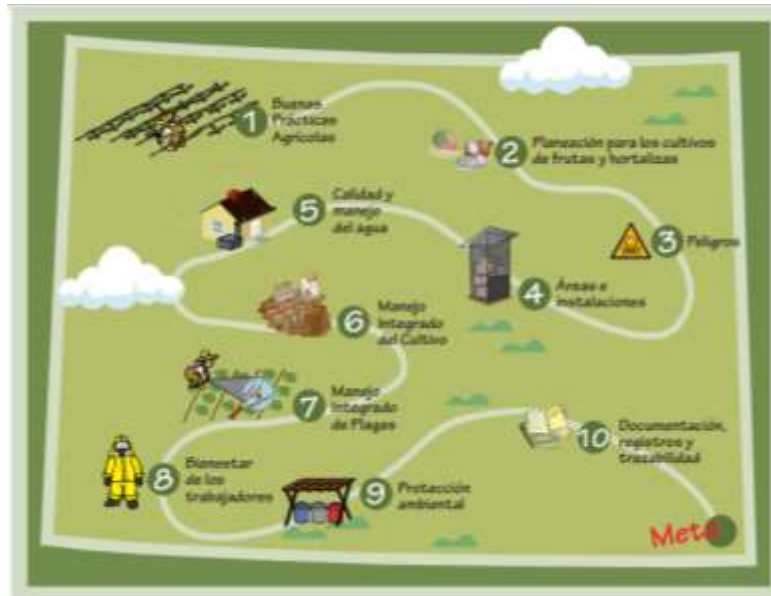 1 Buenas
Prácticas
Agrícolas
2 Planeación para los cultivos
de frutas y hortalizas
3 Peligros
4 Áreas e
instalaciones
5 Calidad y
manejo
del agua
6 Manejo
Integrado
del Cultivo
7 Manejo
Integrado
de Plagas
8 Bienestar
de los
trabajadores
9 Protección
ambiental
10 Documentación,
registros y
trazabilidad
Meta